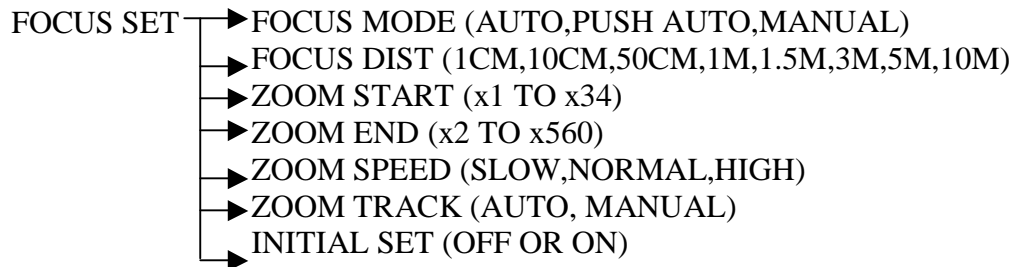 FOCUS SET FOCUS MODE (AUTO,PUSH AUTO,MANUAL)
FOCUS DIST (1CM,10CM,50CM,1M,1.5M,3M,5M,10M)
ZOOM START (x1 TO x34)
ZOOM END (x2 TO x560)
ZOOM SPEED (SLOW,NORMAL,HIGH)
ZOOM TRACK (AUTO, MANUAL)
INITIAL SET (OFF OR ON)